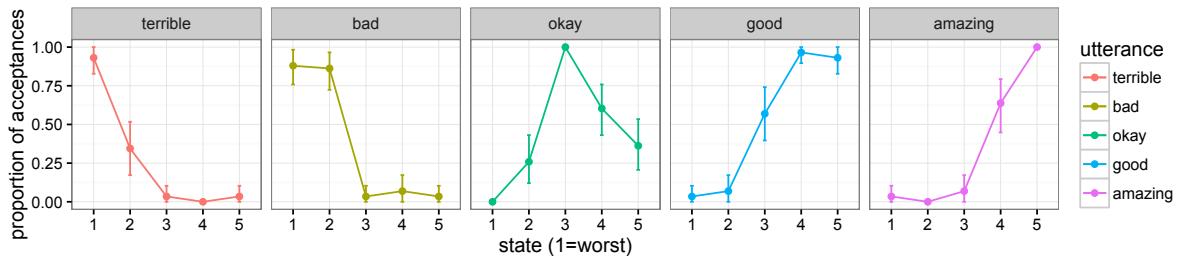 terrible bad okay good amazing
proportion of acceptances
1.00
0.75
0.50
0.25
0.00
1 2 3 4 5 1 2 3 4 5 1 2 3 4 5 1 2 3 4 5 1 2 3 4 5
state (1=worst)
utterance
terrible
bad
okay
good
amazing